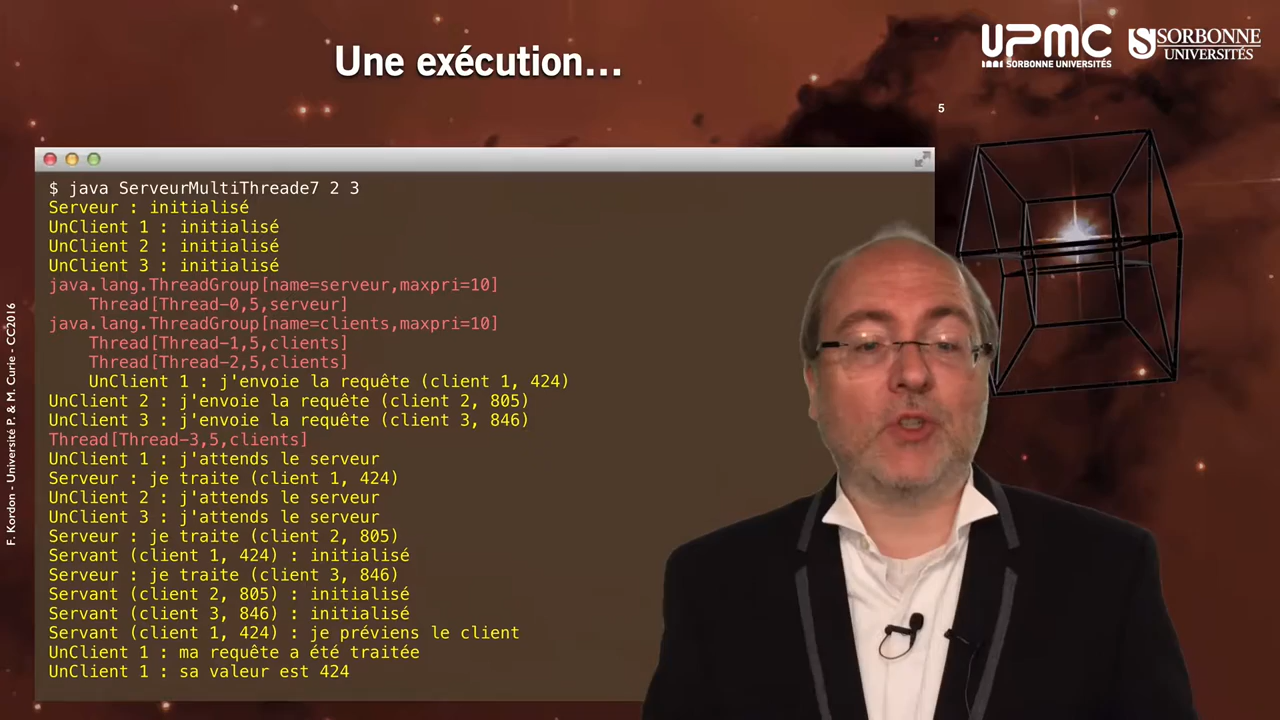 Une exécution...
UPMC
SORBONNE UNIVERSITÉS
SORBONNE
UNIVERSITÉS
5
$ java ServeurMultiThreade7 2 3
Serveur : initialisé
UnClient 1 : initialisé
UnClient 2 : initialisé
UnClient 3 : initialisé
java.lang.ThreadGroup[name=serveur,maxpri=10]
Thread[Thread-0,5,serveur]
java.lang.ThreadGroup[name=clients,maxpri=10]
Thread[Thread-1,5,clients]
Thread[Thread-2,5,clients]
UnClient 1 : j'envoie la requête (client 1, 424)
UnClient 2 : j'envoie la requête (client 2, 805)
UnClient 3 : j'envoie la requête (client 3, 846)
Thread[Thread-3,5,clients]
UnClient 1 : j'attends le serveur
Serveur : je traite (client 1, 424)
UnClient 2 : j'attends le serveur
UnClient 3 : j'attends le serveur
Serveur : je traite (client 2, 805)
Servant (client 1, 424) : initialisé
Serveur : je traite (client 3, 846)
Servant (client 2, 805) : initialisé
Servant (client 3, 846) : initialisé
Servant (client 1, 424) : je préviens le client
UnClient 1 : ma requête a été traitée
UnClient 1 : sa valeur est 424
F. Kordon - Université P. & M. Curie - CC2016